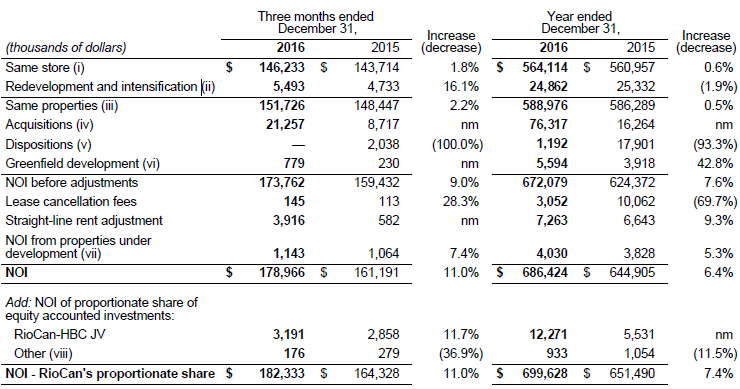 Three months ended December 31, Increase (decrease) Year ended December 31, Increase (decrease)
(thousands of dollars) 2016 2015 2016 2015
Same store (i) $ 146,233 $ 143,714 1.8% $ 564,114 $ 560,957 0.6%
Redevelopment and intensification (ii) 5,493 4,733 16.1% 24,862 25,332 (1.9%)
Same properties (iii) 151,726 148,447 2.2% 588,976 586,289 0.5%
Acquisitions (iv) 21,257 8,717 nm 76,317 16,264 nm
Dispositions (v) — 2,038 (100.0%) 1,192 17,901 (93.3%)
Greenfield development (vi) 779 230 nm 5,594 3,918 42.8%
NOI before adjustments 173,762 159,432 9.0% 672,079 624,372 7.6%
Lease cancellation fees 145 113 28.3% 3,052 10,062 (69.7%)
Straight-line rent adjustment 3,916 582 nm 7,263 6,643 9.3%
NOI from properties under
development (vii) 1,143 1,064 7.4% 4,030 3,828 5.3%
NOI $ 178,966 $ 161,191 11.0% $ 686,424 $ 644,905 6.4%
Add: NOI of proportionate share of
equity accounted investments:
RioCan-HBC JV 3,191 2,858 11.7% 12,271 5,531 nm
Other (viii) 176 279 (36.9%) 933 1,054 (11.5%)
NOI - RioCan's proportionate share $ 182,333 $ 164,328 11.0% $ 699,628 $ 651,490 7.4%